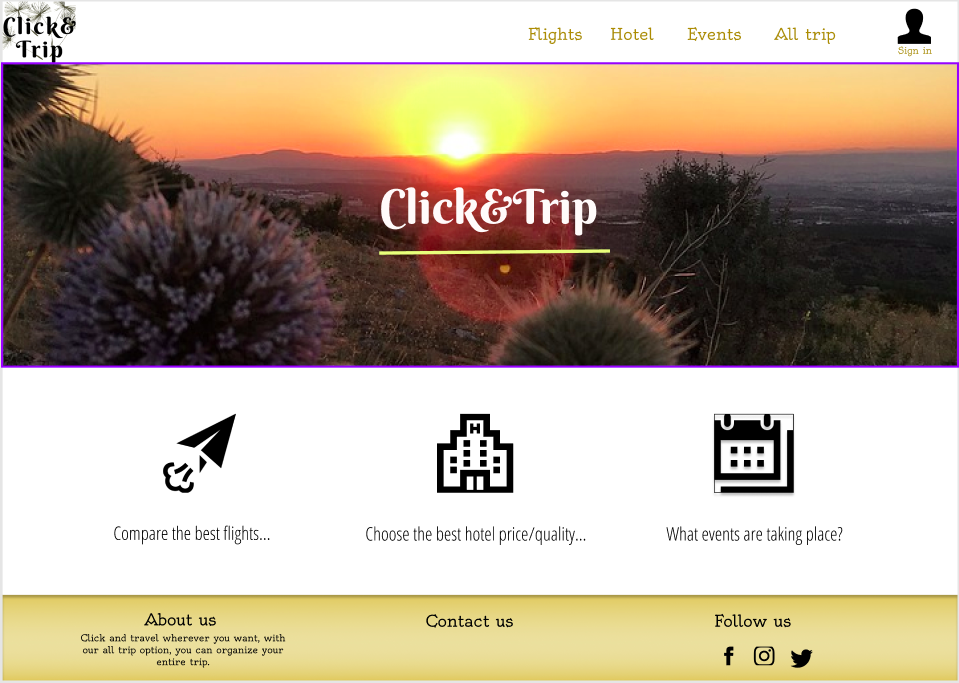 Click&
Trip
Flights Hotel Events All trip
Sign in
Click&Trip
H
Compare the best flights...
Choose the best hotel price/quality...
What events are taking place?
About us
Click and travel wherever you want, with
our all trip option, you can organize your
entire trip.
Contact us
Follow us